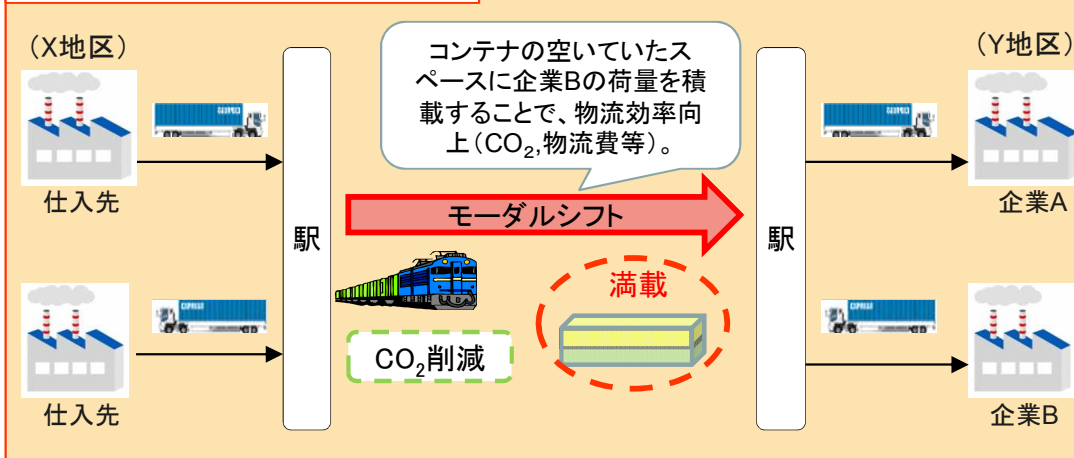 (X地区)
(Y地区)
コンテナの空いていたス
ペースに企業Bの荷量を積
載することで、物流効率向
上(CO₂,物流費等)。
仕入先
企業A
駅
モーダルシフト
駅
満載
EXPRESS
CO₂削減
仕入先
企業B